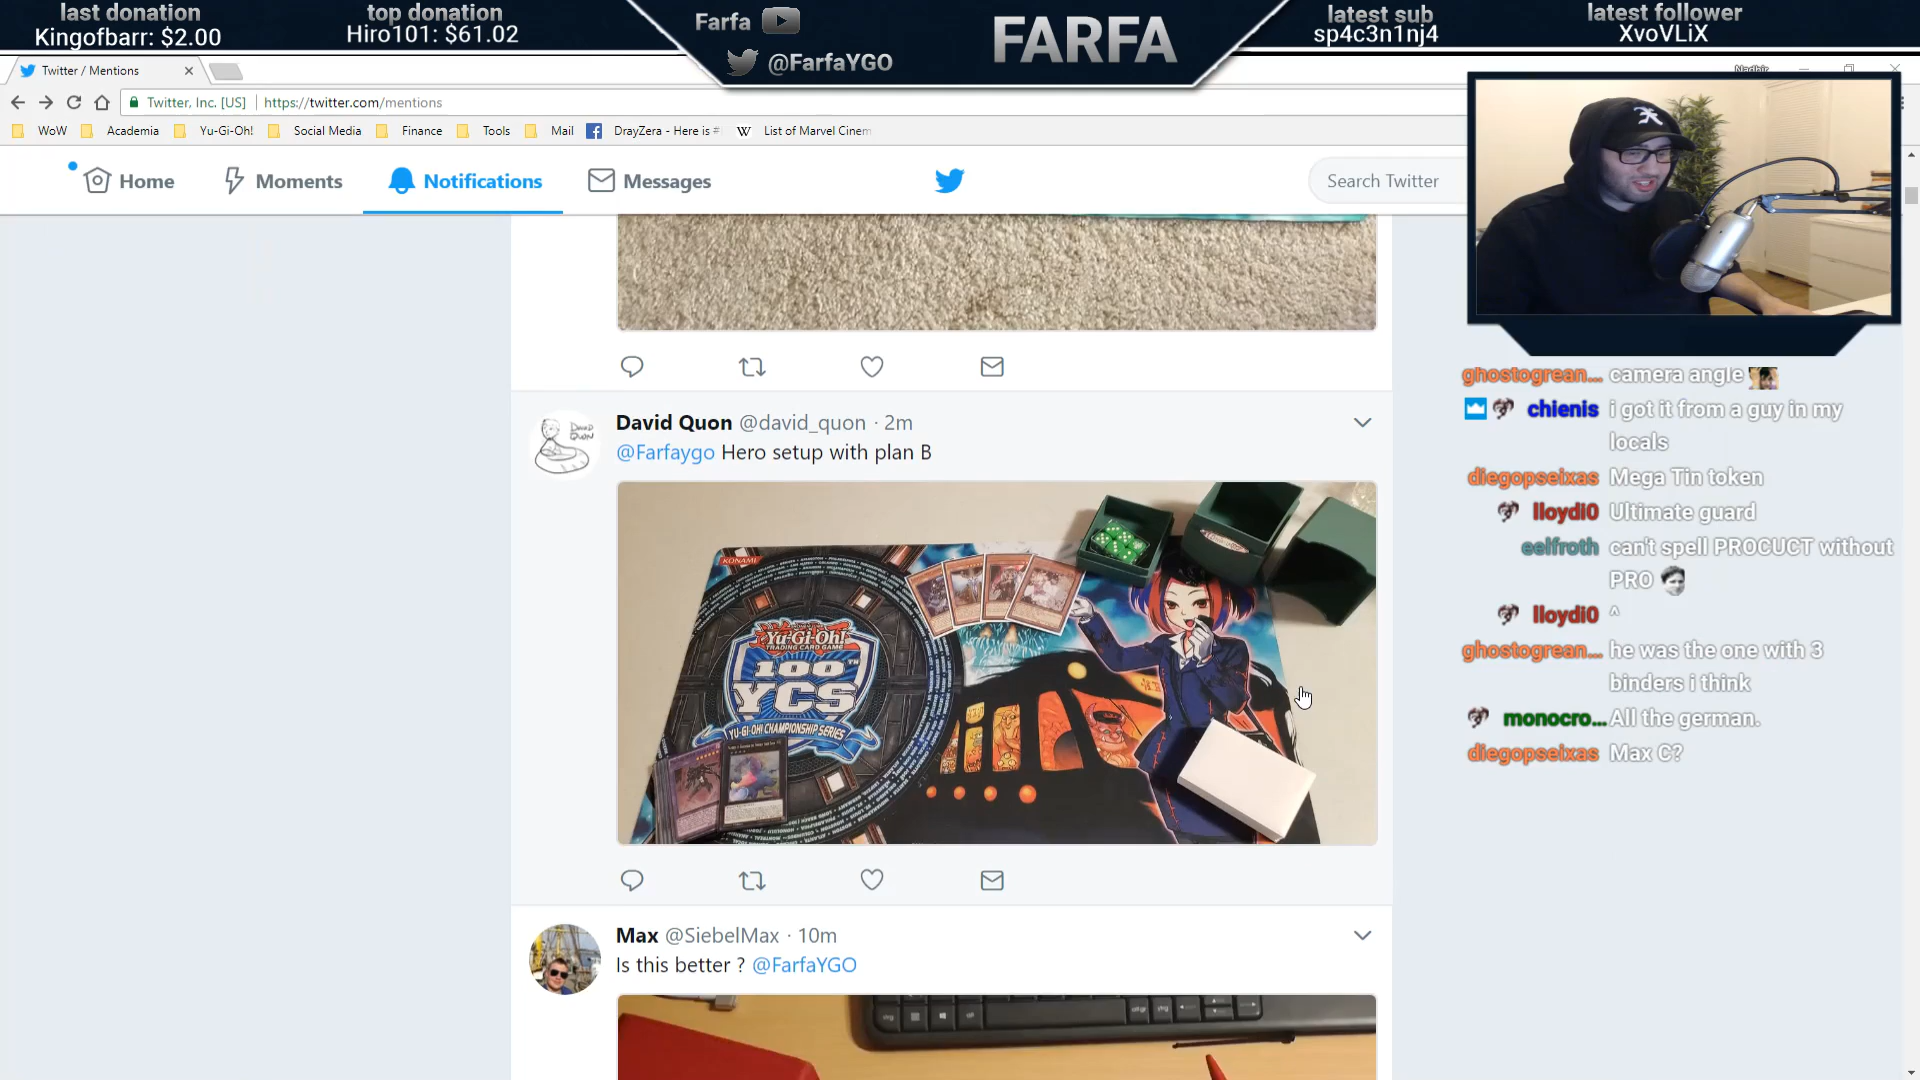 last donation
Kingofbarr: $2.00
top donation
Hiro101: $61.02
Farfa
@FarfaYGO
FARFA
latest sub
sp4c3n1nj4
latest follower
XvoVLiX
Twitter / Mentions
Twitter, Inc. [US] https://twitter.com/mentions
WoW Academia Yu-Gi-Oh! Social Media Finance Tools Mail DrayZera - Here is # List of Marvel Cinem
Home Moments Notifications Messages Search Twitter
David Quon @david_quon · 2m
@Farfaygo Hero setup with plan B
KONAMI
Yu-Gi-Oh!
TRADING CARD GAME
100
YCS
YU-GI-OH! CHAMPIONSHIP SERIES
Max @SiebelMax · 10m
Is this better ? @FarfaYGO
ghostogrean... camera angle
chienis i got it from a guy in my
locals
diegopseixas Mega Tin token
lloydi0 Ultimate guard
eelfroth can't spell PROCUCT without
PRO
lloydi0 ^
ghostogrean... he was the one with 3
binders i think
monocro... All the german.
diegopseixas Max C?